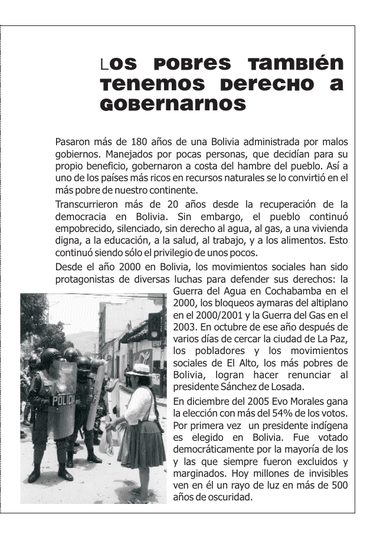 Los pobres también
tenemos derecho a
gobernarnos
Pasaron más de 180 años de una Bolivia administrada por malos
gobiernos. Manejados por pocas personas, que decidían para su
propio beneficio, gobernaron a costa del hambre del pueblo. Así a
uno de los países más ricos en recursos naturales se lo convirtió en el
más pobre de nuestro continente.
Transcurrieron más de 20 años desde la recuperación de la
democracia en Bolivia. Sin embargo, el pueblo continuó
empobrecido, silenciado, sin derecho al agua, al gas, a una vivienda
digna, a la educación, a la salud, al trabajo, y a los alimentos. Esto
continuó siendo sólo el privilegio de unos pocos.
Desde el año 2000 en Bolivia, los movimientos sociales han sido
protagonistas de diversas luchas para defender sus derechos: la
Guerra del Agua en Cochabamba en el
2000, los bloqueos aymaras del altiplano
en el 2000/2001 y la Guerra del Gas en el
2003. En octubre de ese año después de
varios días de cercar la ciudad de La Paz,
los pobladores y los movimientos
sociales de El Alto, los más pobres de
Bolivia, logran hacer renunciar al
presidente Sánchez de Losada.
En diciembre del 2005 Evo Morales gana
la elección con más del 54% de los votos.
Por primera vez un presidente indígena
es elegido en Bolivia. Fue votado
democráticamente por la mayoría de los
y las que siempre fueron excluidos y
marginados. Hoy millones de invisibles
ven en él un rayo de luz en más de 500
años de oscuridad.
POLICIA